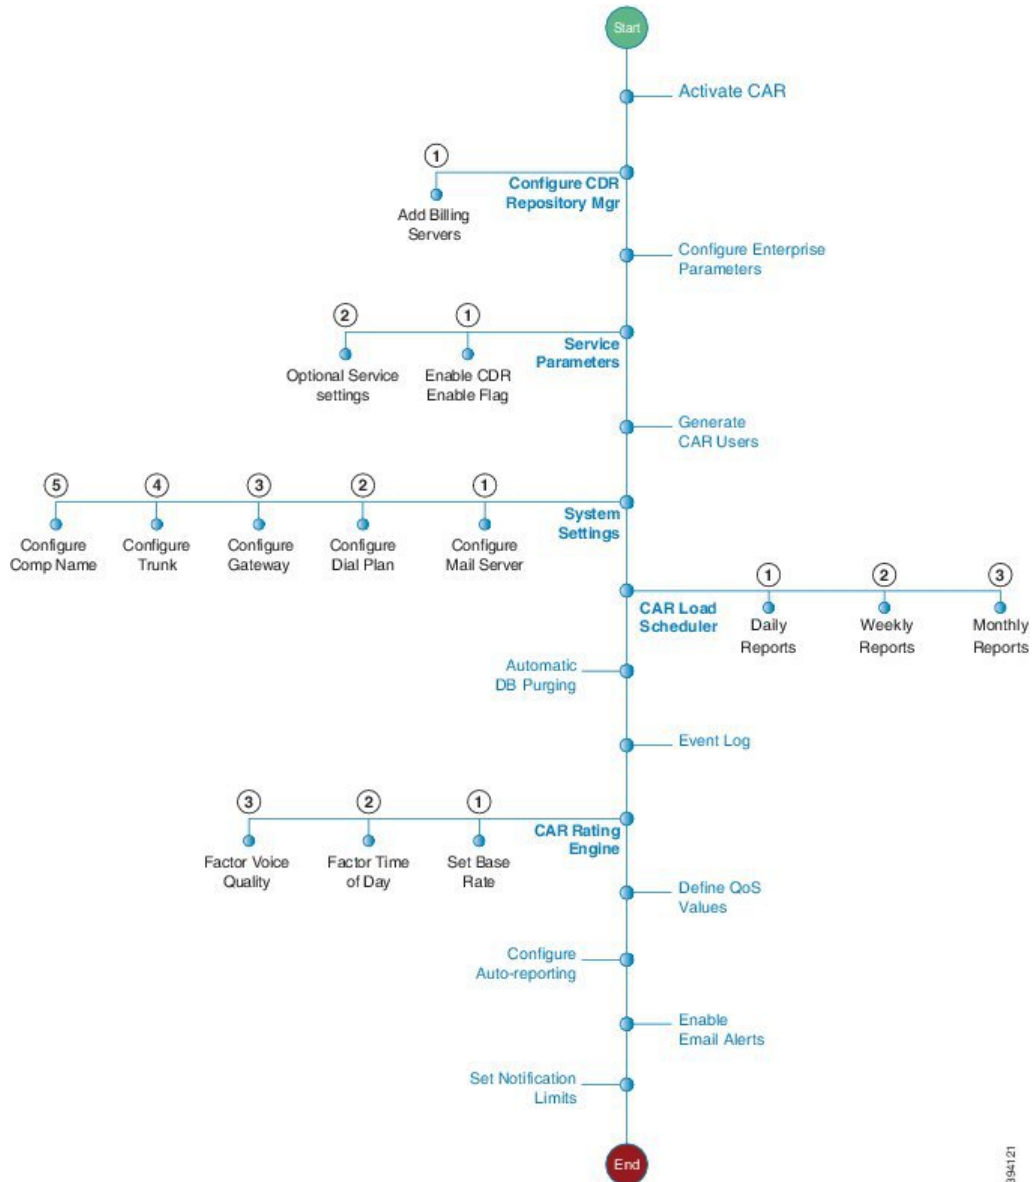 Start
Activate CAR
1
Configure CDR
Repository Mgr
Add Billing
Servers
Configure Enterprise
Parameters
2
1
Service
Parameters
Optional Service
settings
Enable CDR
Enable Flag
Generate
CAR Users
5
4
3
2
1
System
Settings
Configure
Comp Name
Configure
Trunk
Configure
Gateway
Configure
Dial Plan
Configure
Mail Server
1
2
3
CAR Load
Scheduler
Daily
Reports
Weekly
Reports
Monthly
Reports
Automatic
DB Purging
Event Log
3
2
1
CAR Rating
Engine
Factor Voice
Quality
Factor Time
of Day
Set Base
Rate
Define QoS
Values
Configure
Auto-reporting
Enable
Email Alerts
Set Notification
Limits
End
394121